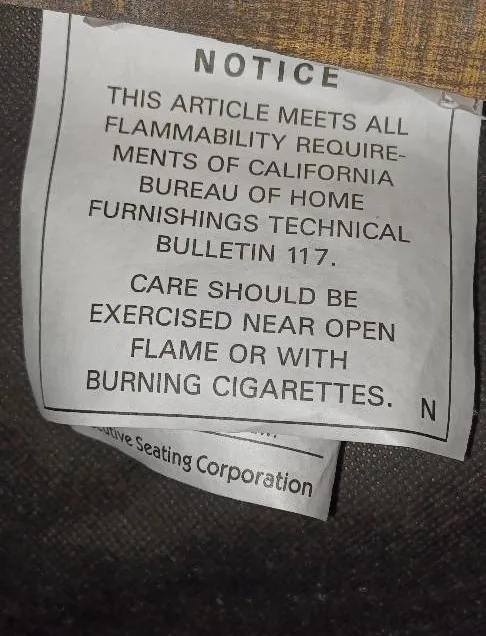 NOTICE
THIS ARTICLE MEETS ALL
FLAMMABILITY REQUIRE-
MENTS OF CALIFORNIA
BUREAU OF HOME
FURNISHINGS TECHNICAL
BULLETIN 117.
CARE SHOULD BE
EXERCISED NEAR OPEN
FLAME OR WITH
BURNING CIGARETTES. N
Seating Corporation